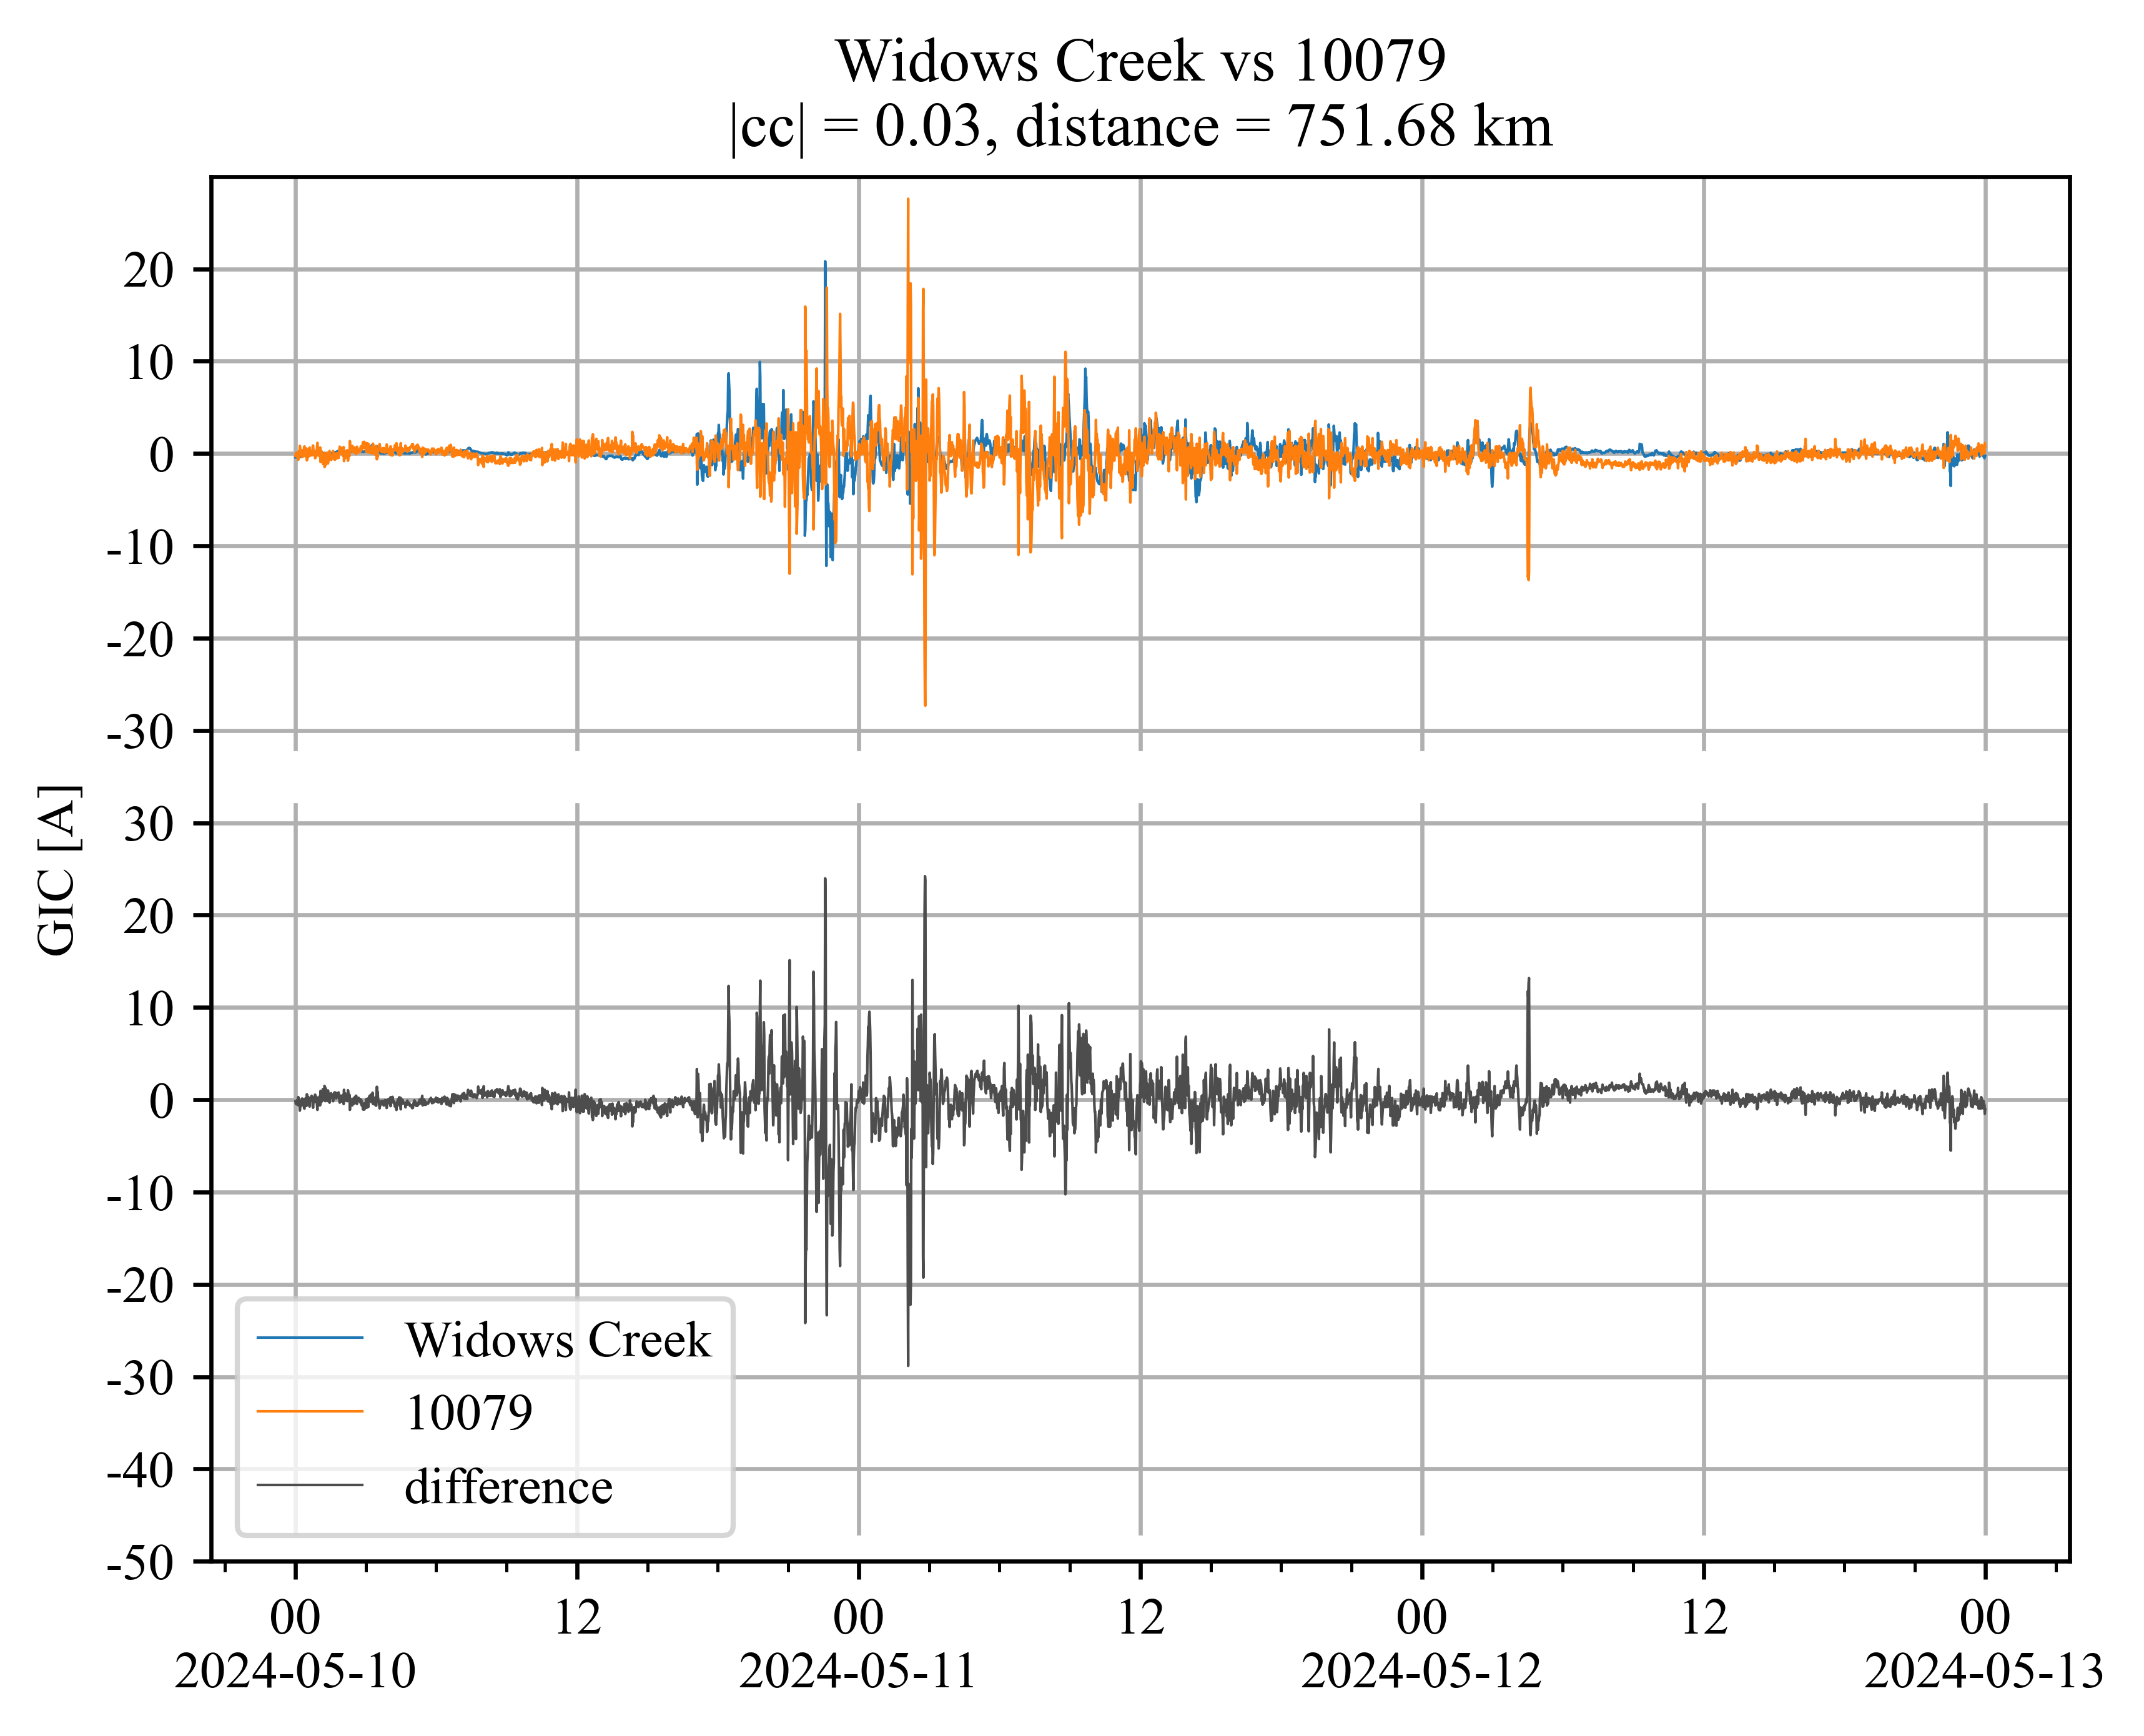 Widows Creek vs 10079
|cc| = 0.03, distance = 751.68 km
20
10
0
-10
-20
-30
30
20
10
0
-10
-20
-30
-40
-50
GIC [A]
Widows Creek
10079
difference
00 12 00 12 00 12 00
2024-05-10 2024-05-11 2024-05-12 2024-05-13